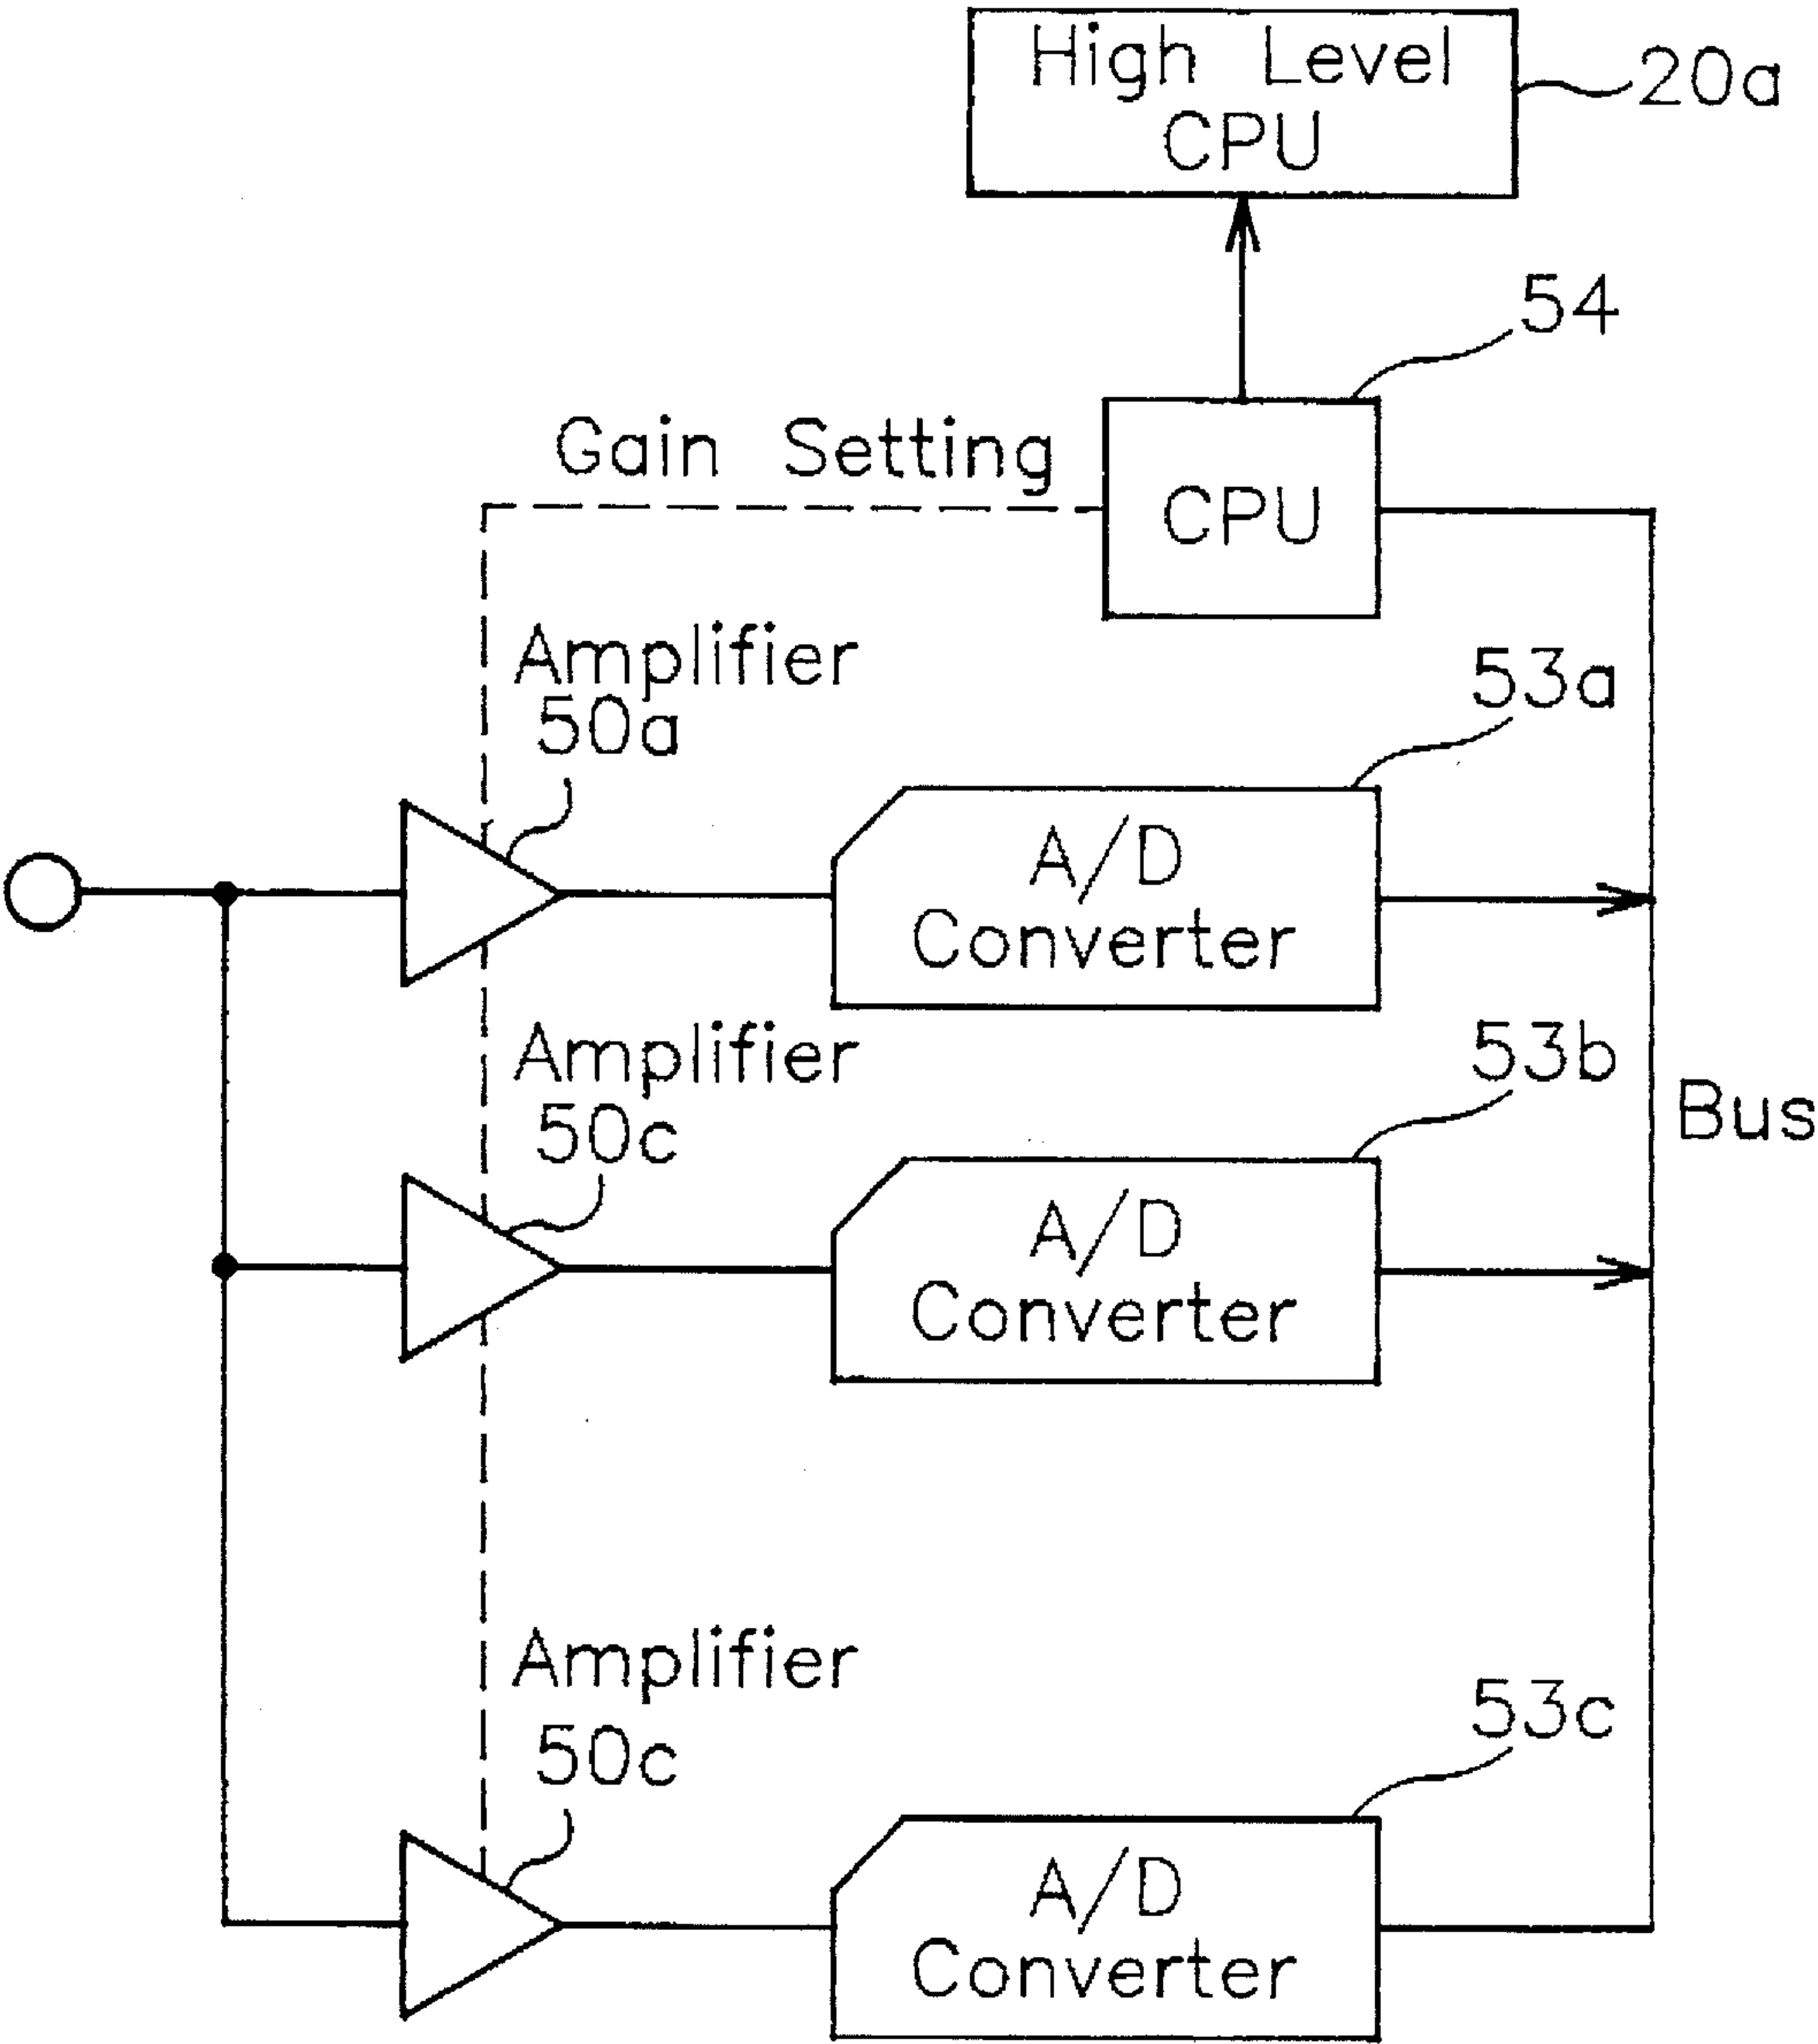 High Level
CPU
20a
54
Gain Setting
CPU
Amplifier
50a
53a
A/D
Converter
Amplifier
50c
53b
Bus
A/D
Converter
Amplifier
50c
53c
A/D
Converter